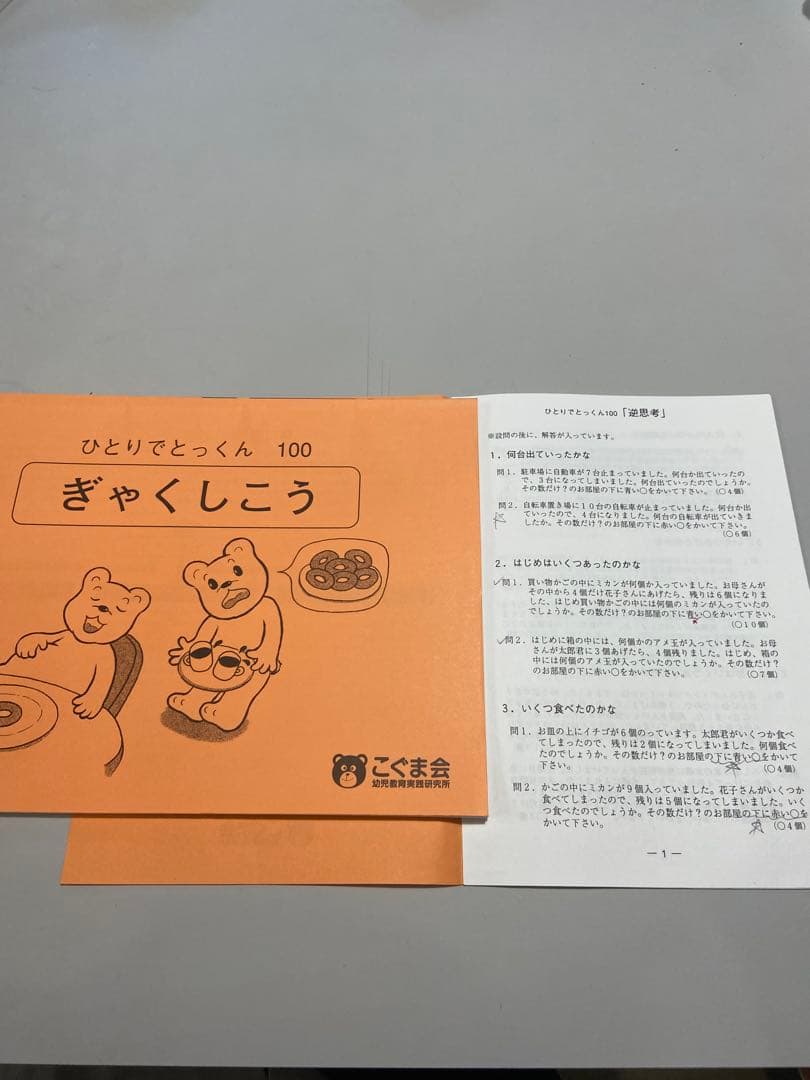 ひとりでとっくん 100
ぎゃくしこう
こぐま会
幼児教育実践研究所
ひとりでとっくん100「逆思考」
※設問の後に、解答が入っています。
1．何台出ていったかな
問1．駐車場に自動車が7台止まっていました。何台か出ていったの
で、3台になってしまいました。何台出ていったのでしょうか。
その数だけ?のお部屋の下に青い○をかいて下さい。(○4個)
問2．自転車置き場に10台の自転車が止まっていました。何台か出
ていったので、4台になりました。何台の自転車が出ていきま
したか。その数だけ?のお部屋の下に赤い○をかいて下さい。
(○6個)
2．はじめはいくつあったのかな
問1．買い物かごの中にミカンが何個か入っていました。お母さんが
その中から4個だけ花子さんにあげたら、残りは6個になりま
した、はじめ買い物かごの中には何個のミカンが入っていたの
でしょうか。その数だけ?のお部屋の下に青い○をかいて下さい。
(○10個)
問2．はじめに箱の中には、何個かのアメ玉が入っていました。お母
さんが太郎君に3個あげたら、4個残りました。はじめ、箱の
中には何個のアメ玉が入っていたのでしょうか。その数だけ?
のお部屋の下に赤い○をかいて下さい。(○7個)
3．いくつ食べたのかな
問1．お皿の上にイチゴが6個のっています。太郎君がいくつか食べ
てしまったので、残りは2個になってしまいました。何個食べ
たのでしょうか。その数だけ?のお部屋の下に青い○をかいて
下さい。(○4個)
問2．かごの中にミカンが9個入っていました。花子さんがいくつか
食べてしまったので、残りは5個になってしまいました。いく
つ食べたのでしょうか。その数だけ?のお部屋の下に赤い○を
かいて下さい。(○4個)
― 1 ―